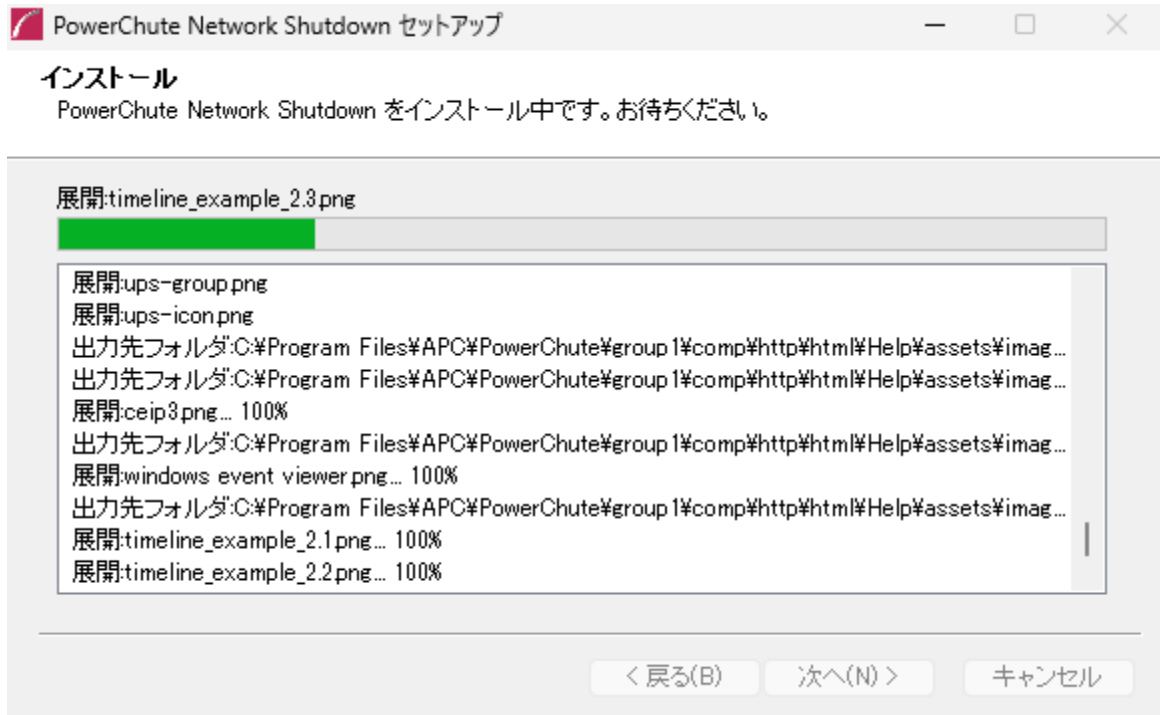 PowerChute Network Shutdown セットアップ
インストール
PowerChute Network Shutdown をインストール中です。お待ちください。
展開:timeline_example_2.3.png
展開:ups-group.png
展開:ups-icon.png
出力先フォルダ:C:¥Program Files¥APC¥PowerChute¥group1¥comp¥http¥html¥Help¥assets¥imag...
出力先フォルダ:C:¥Program Files¥APC¥PowerChute¥group1¥comp¥http¥html¥Help¥assets¥imag...
展開:ceip3.png... 100%
出力先フォルダ:C:¥Program Files¥APC¥PowerChute¥group1¥comp¥http¥html¥Help¥assets¥imag...
展開:windows event viewer.png... 100%
出力先フォルダ:C:¥Program Files¥APC¥PowerChute¥group1¥comp¥http¥html¥Help¥assets¥imag...
展開:timeline_example_2.1.png... 100%
展開:timeline_example_2.2.png... 100%
< 戻る(B) 次へ(N) > キャンセル